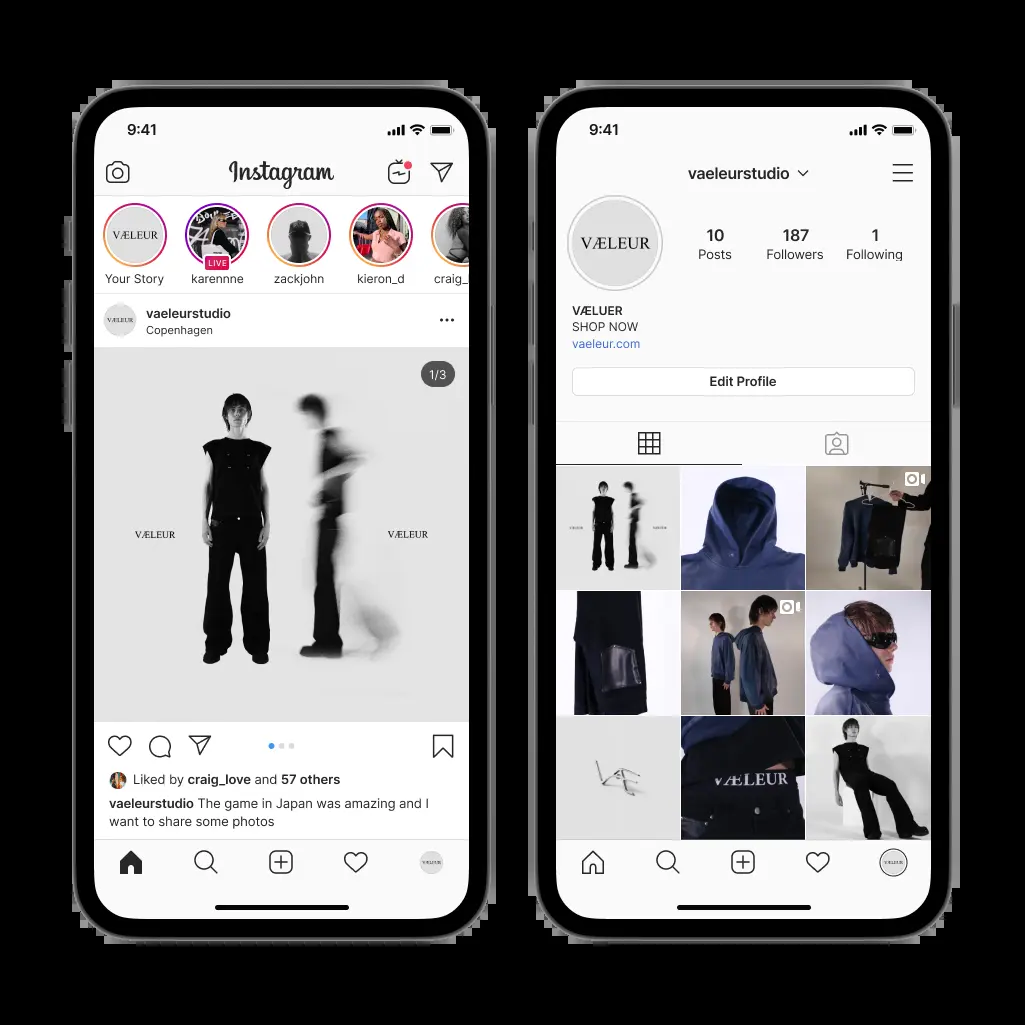 9:41
Instagram
VÆLEUR
LIVE
Your Story
karennne
zackjohn
kieron_d
craig_
VÆLEUR
vaeleurstudio
Copenhagen
1/3
VÆLEUR
VÆLEUR
Liked by craig_love and 57 others
vaeleurstudio The game in Japan was amazing and I
want to share some photos
VÆLEUR
9:41
vaeleurstudio
VÆLEUR
10
187
1
Posts
Followers
Following
VÆLUER
SHOP NOW
vaeleur.com
Edit Profile
VÆLEUR
VÆLEUR
VÆ
VÆLEUR
VÆLEUR